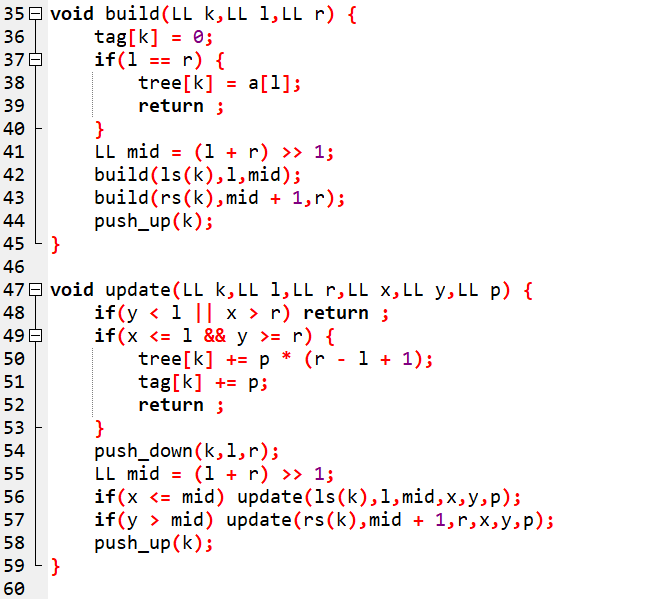 35 void build(LL k,LL l,LL r) {
36     tag[k] = 0;
37     if(l == r) {
38         tree[k] = a[l];
39         return ;
40     }
41     LL mid = (l + r) >> 1;
42     build(ls(k),l,mid);
43     build(rs(k),mid + 1,r);
44     push_up(k);
45 }
46
47 void update(LL k,LL l,LL r,LL x,LL y,LL p) {
48     if(y < l || x > r) return ;
49     if(x <= l && y >= r) {
50         tree[k] += p * (r - l + 1);
51         tag[k] += p;
52         return ;
53     }
54     push_down(k,l,r);
55     LL mid = (l + r) >> 1;
56     if(x <= mid) update(ls(k),l,mid,x,y,p);
57     if(y > mid) update(rs(k),mid + 1,r,x,y,p);
58     push_up(k);
59 }
60